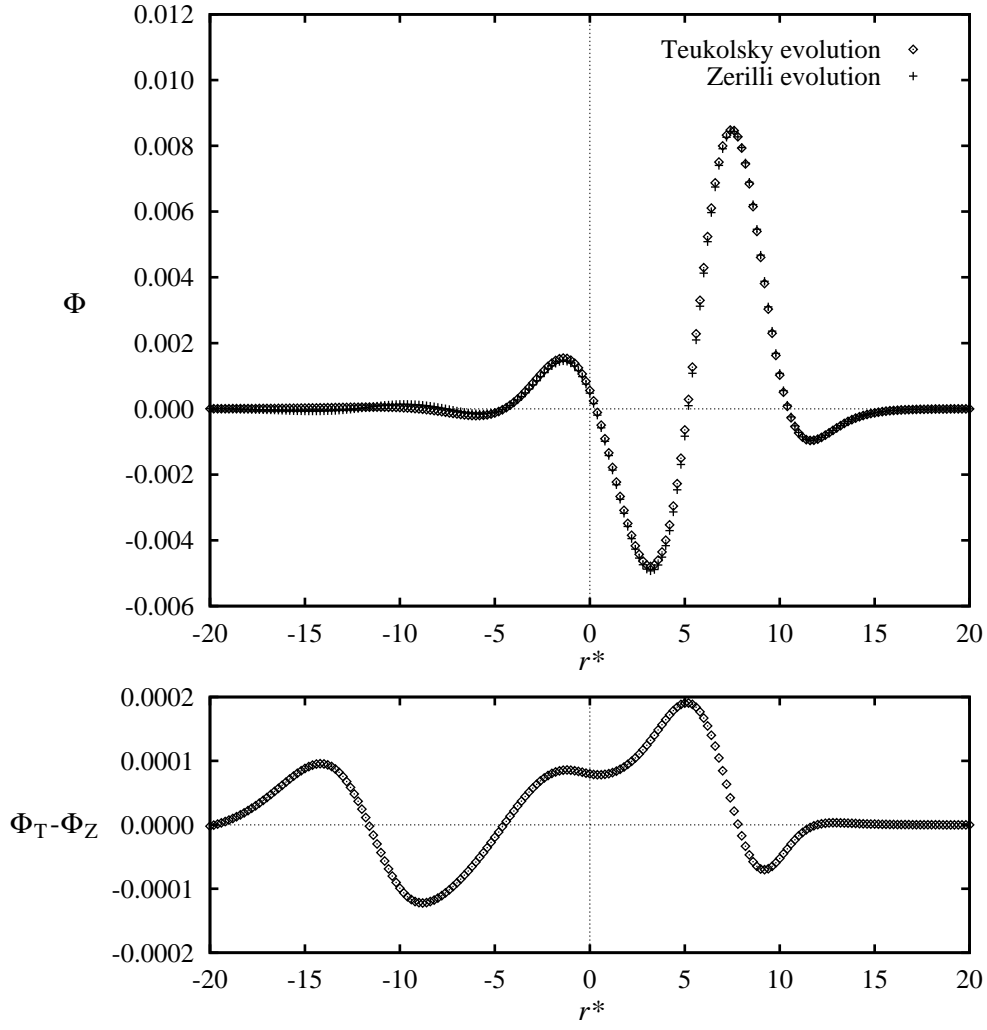 0.012
0.010
0.008
0.006
0.004
0.002
0.000
-0.002
-0.004
-0.006
Φ
Teukolsky evolution
Zerilli evolution
-20 -15 -10 -5 0 5 10 15 20
r*
0.0002
0.0001
0.0000
-0.0001
-0.0002
Φ_T-Φ_Z
-20 -15 -10 -5 0 5 10 15 20
r*